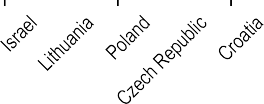 Israel
Lithuania
Poland
Czech Republic
Croatia